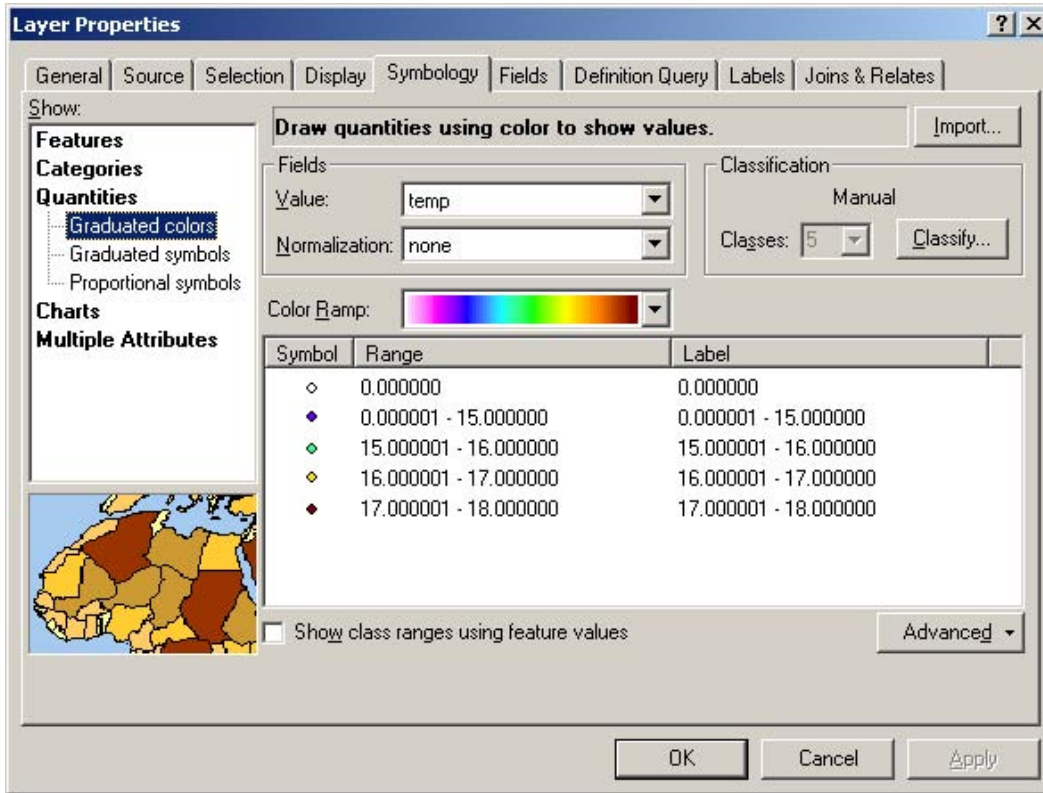 Layer Properties
? X
General Source Selection Display Symbology Fields Definition Query Labels Joins & Relates
Show:
Features
Categories
Quantities
Graduated colors
Graduated symbols
Proportional symbols
Charts
Multiple Attributes
Draw quantities using color to show values.
Import...
Fields
Value: temp
Normalization: none
Classification
Manual
Classes: 5 Classify...
Color Ramp:
Symbol Range Label
0.000000 0.000000
0.000001 - 15.000000 0.000001 - 15.000000
15.000001 - 16.000000 15.000001 - 16.000000
16.000001 - 17.000000 16.000001 - 17.000000
17.000001 - 18.000000 17.000001 - 18.000000
Show class ranges using feature values
Advanced
OK Cancel Apply